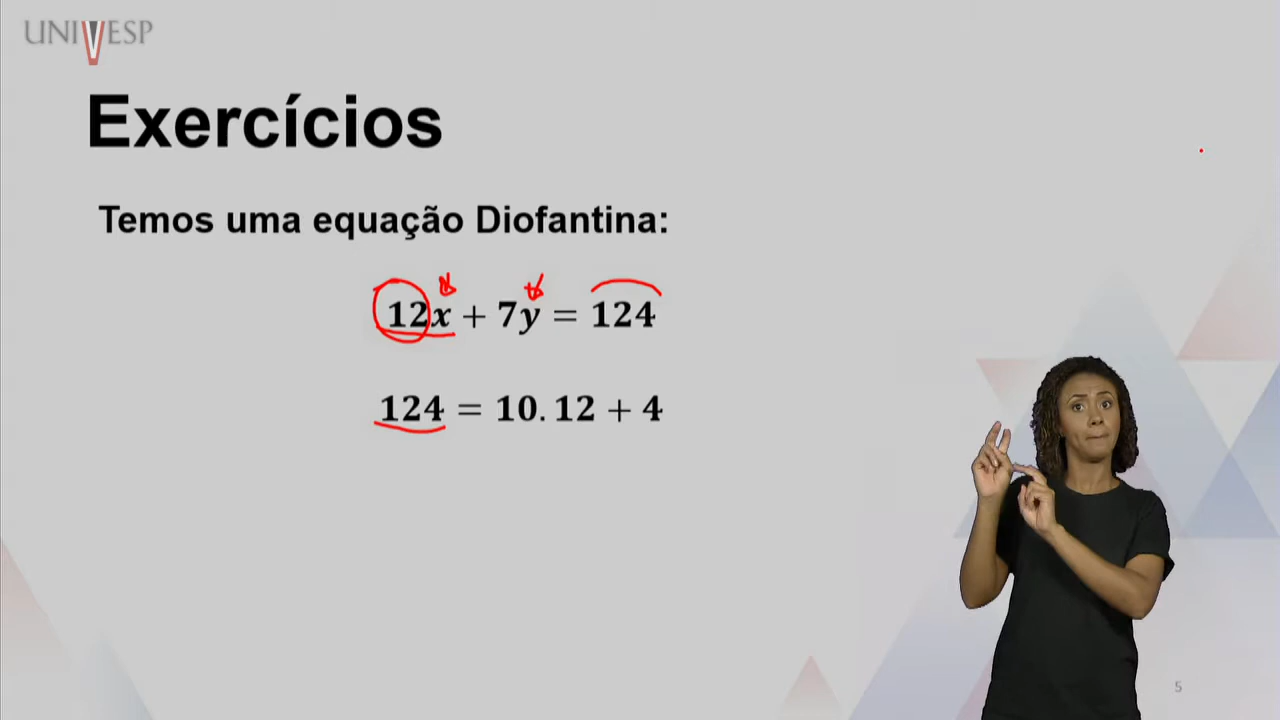 UNIVESP
Exercícios
Temos uma equação Diofantina:
12x + 7y = 124
124 = 10. 12 + 4
5